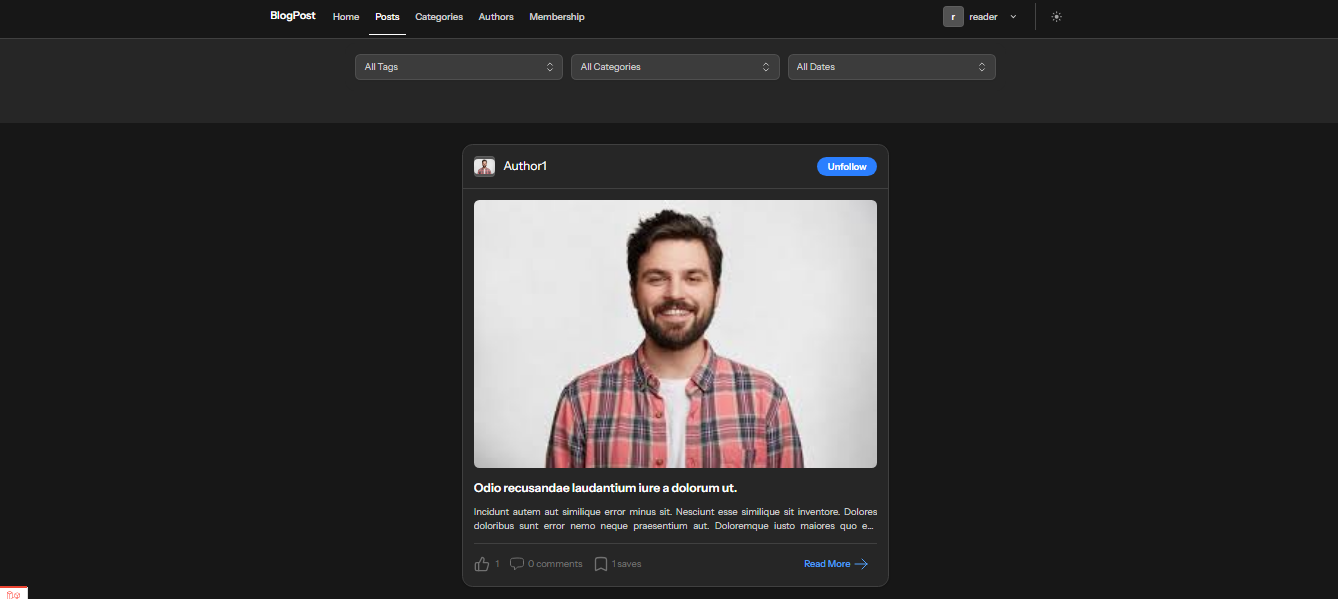 BlogPost Home Posts Categories Authors Membership r reader
All Tags All Categories All Dates
Author1 Unfollow
Odio recusandae laudantium iure a dolorum ut.
Incidunt autem aut similique error minus sit. Nesciunt esse similique sit inventore. Dolores
doloribus sunt error nemo neque praesentium aut. Doloremque iusto maiores quo e...
1 0 comments 1 saves Read More